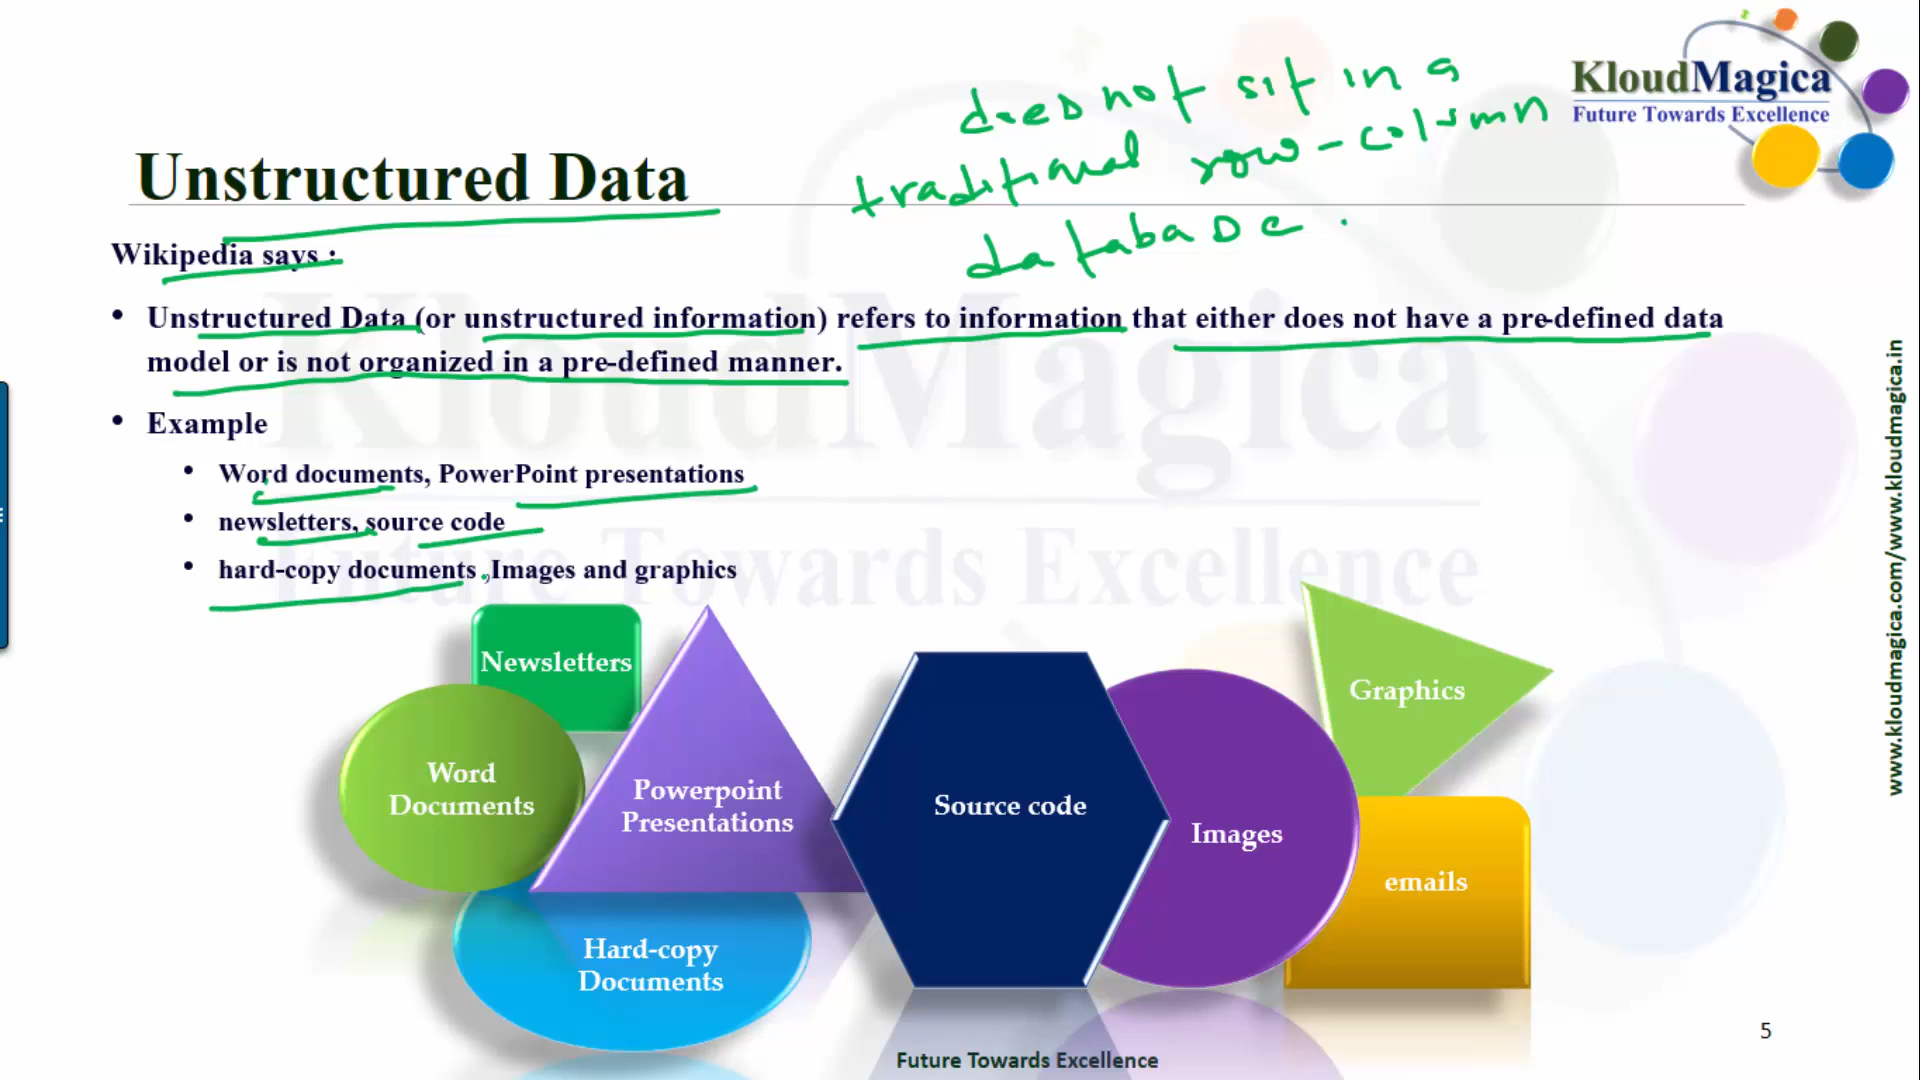 does not sit in a
traditional row-column
database.
KloudMagica
Future Towards Excellence
Unstructured Data
Wikipedia says :
• Unstructured Data (or unstructured information) refers to information that either does not have a pre-defined data
model or is not organized in a pre-defined manner.
• Example
• Word documents, PowerPoint presentations
• newsletters, source code
• hard-copy documents ,Images and graphics
KloudMagica
Future Towards Excellence
Newsletters
Word
Documents
Powerpoint
Presentations
Hard-copy
Documents
Source code
Images
Graphics
emails
www.kloudmagica.com/www.kloudmagica.in
5
Future Towards Excellence